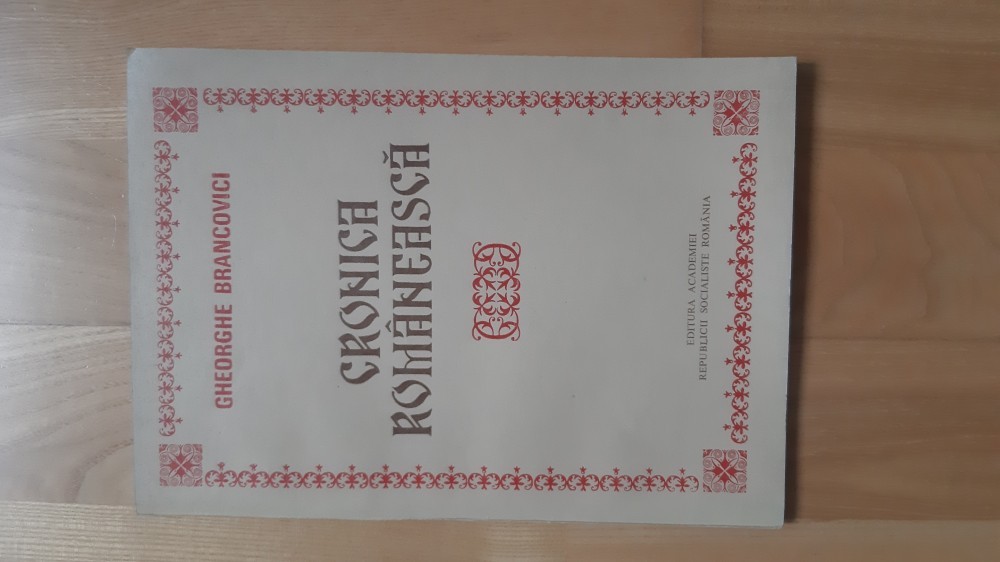 GHEORGHE BRANCOVICI
CRONICA
ROMÂNEASCĂ
EDITURA ACADEMIEI
REPUBLICII SOCIALISTE ROMÂNIA